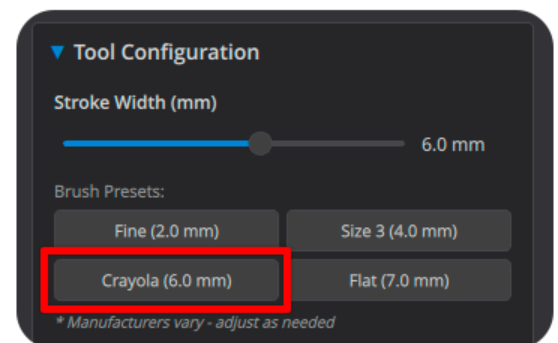 ▼ Tool Configuration
Stroke Width (mm)
6.0 mm
Brush Presets:
Fine (2.0 mm) Size 3 (4.0 mm)
Crayola (6.0 mm) Flat (7.0 mm)
* Manufacturers vary - adjust as needed